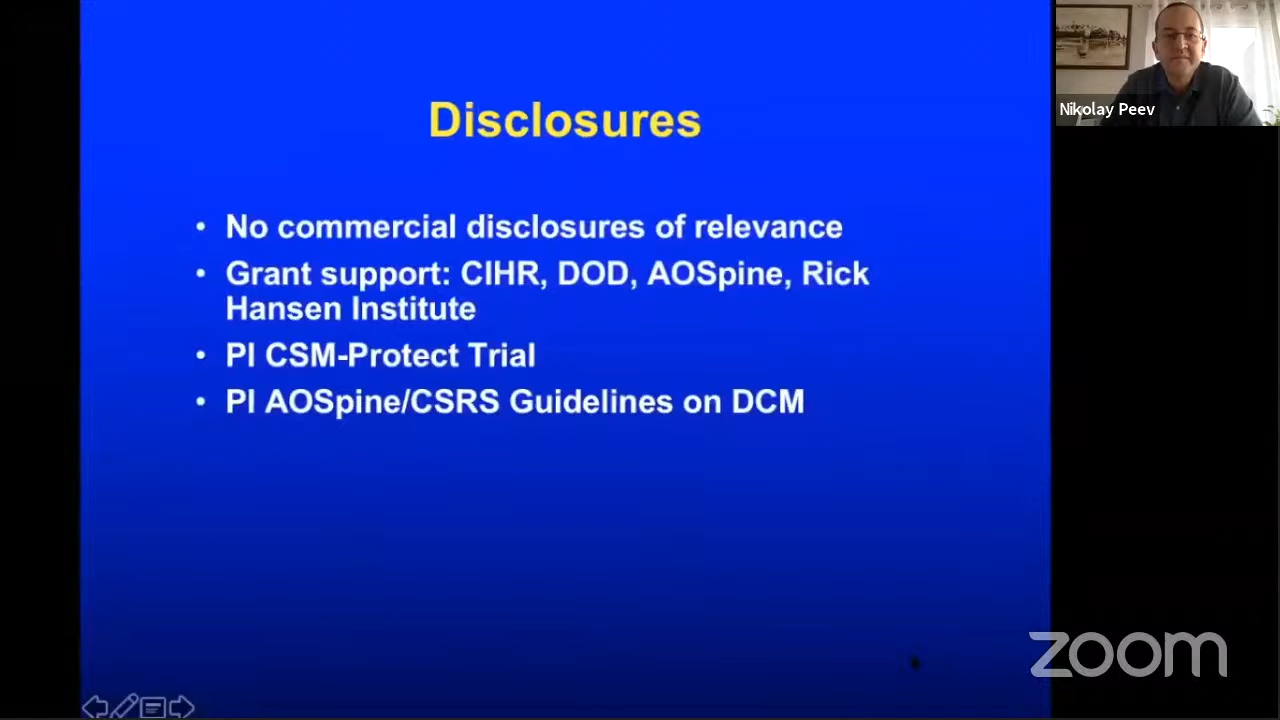 Disclosures
• No commercial disclosures of relevance
• Grant support: CIHR, DOD, AOSpine, Rick
Hansen Institute
• PI CSM-Protect Trial
• PI AOSpine/CSRS Guidelines on DCM
Nikolay Peev
zoom